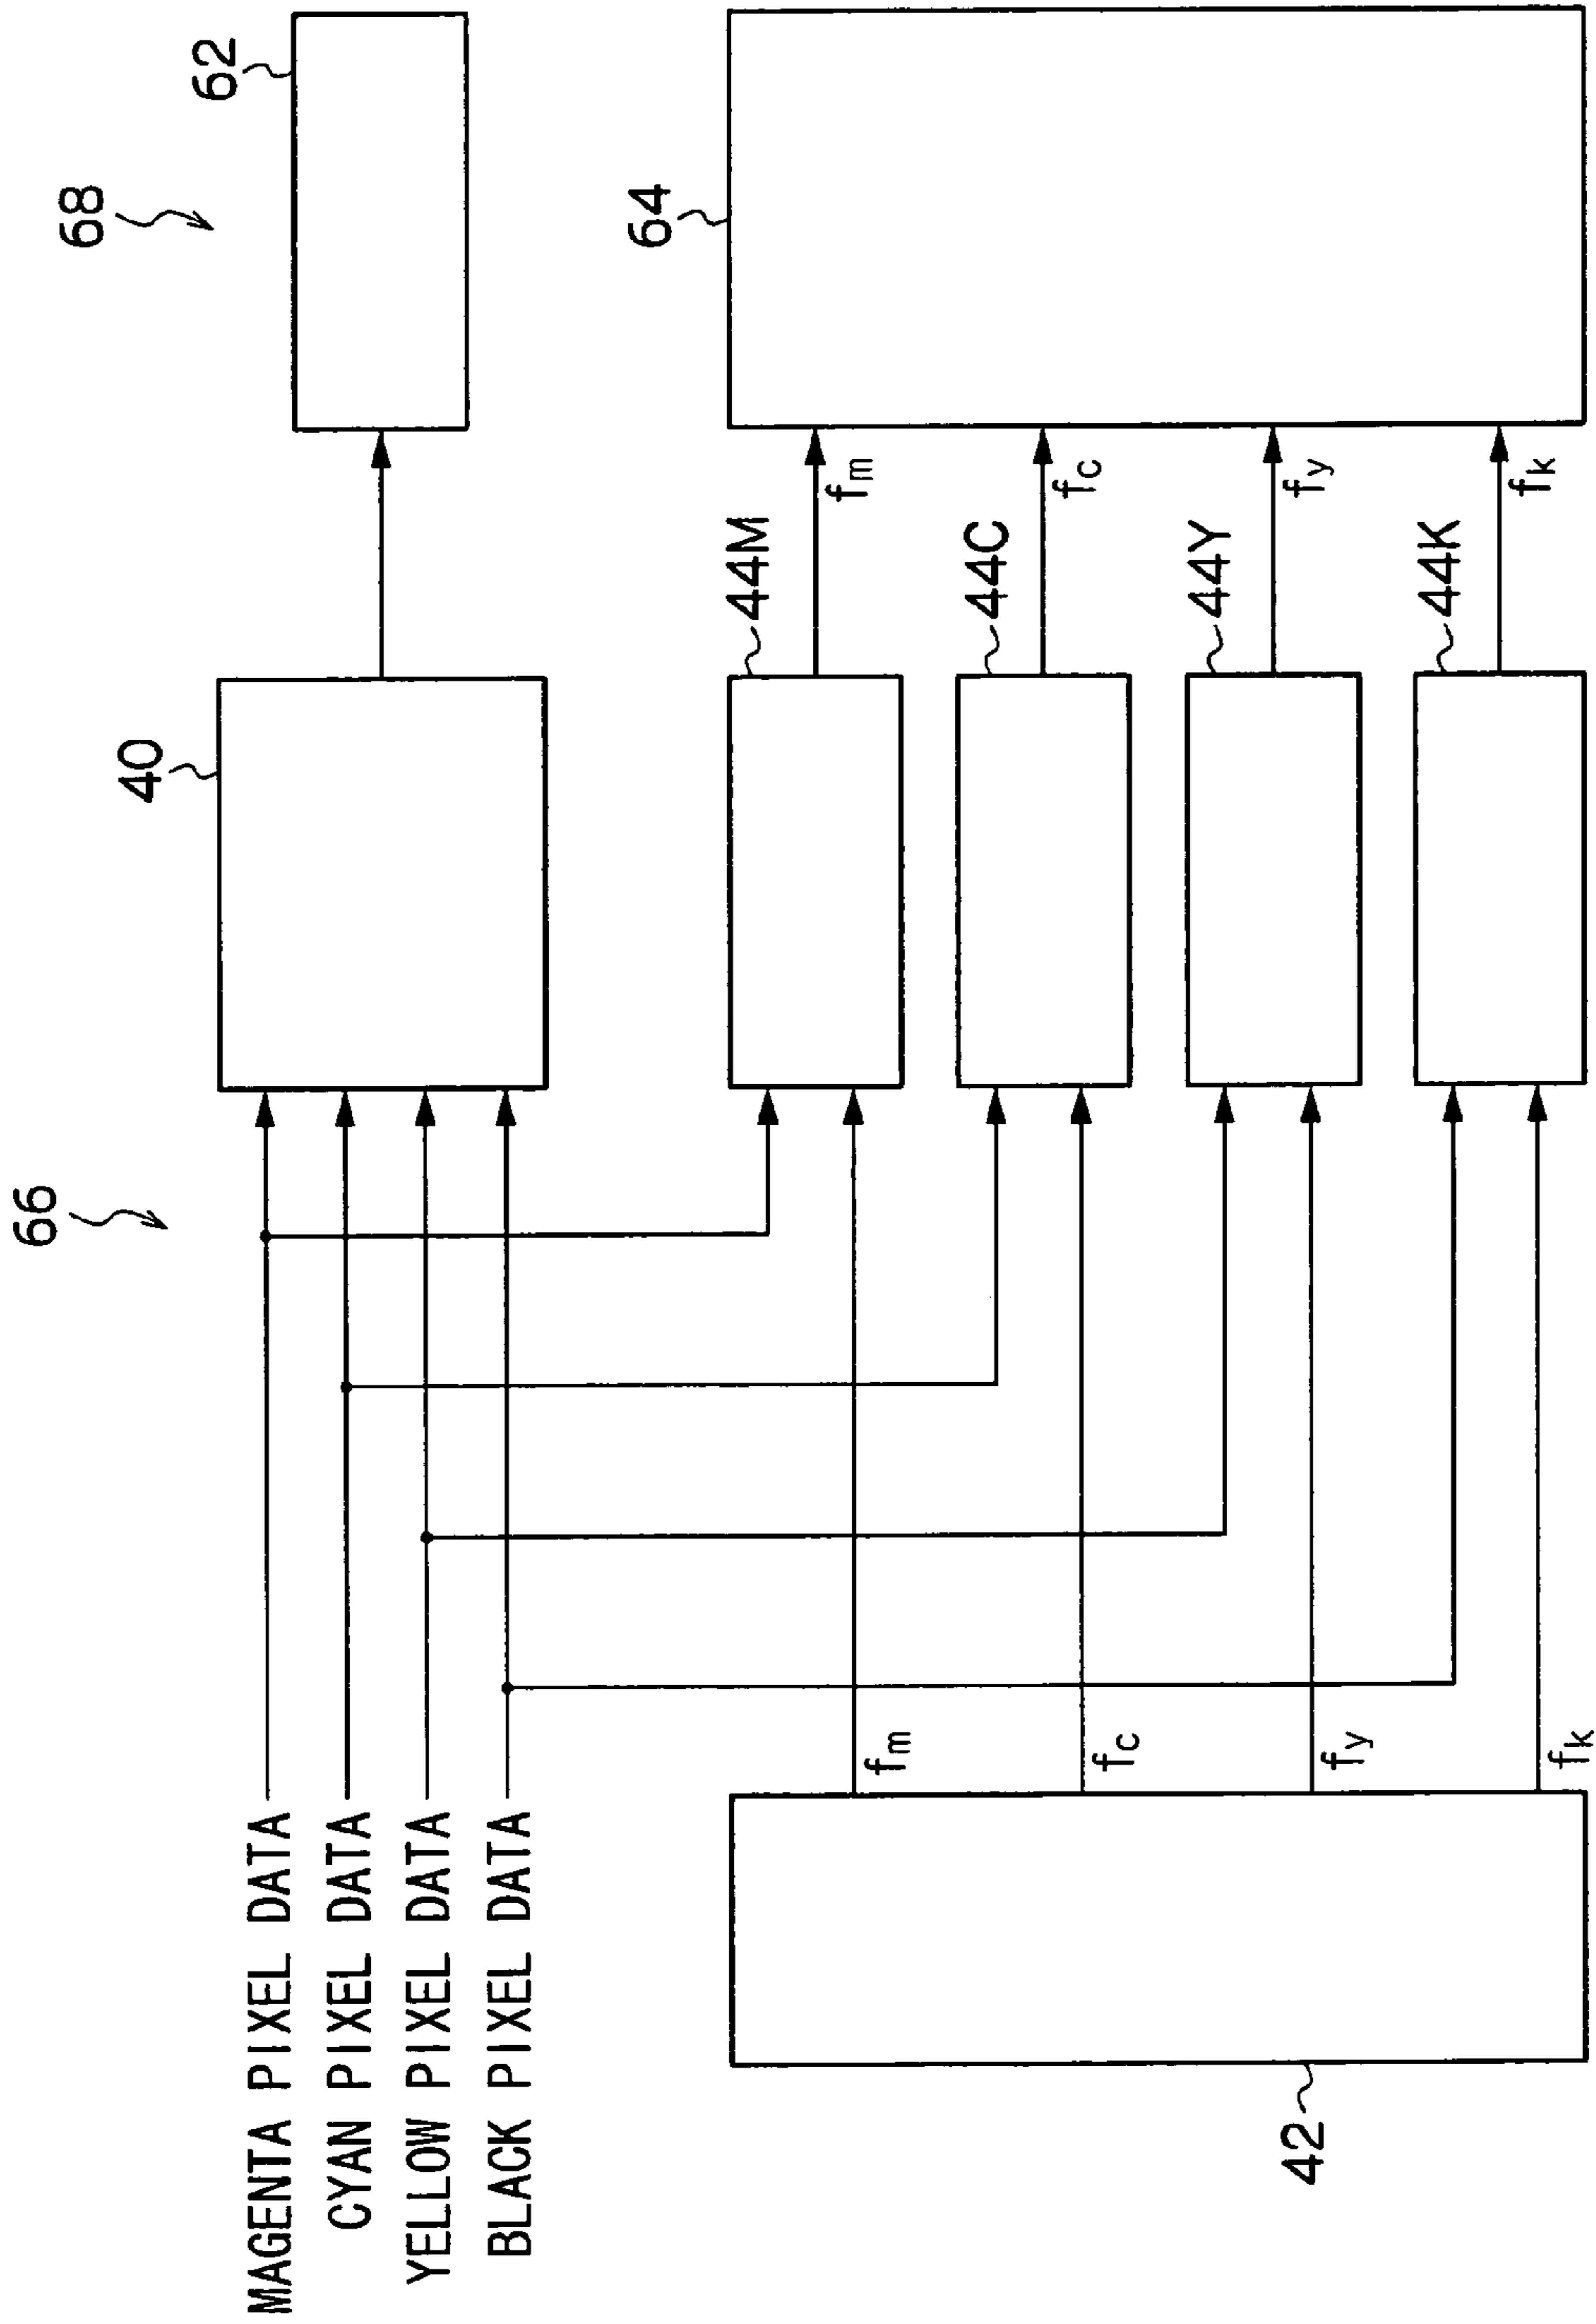 66
68
MAGENTA PIXEL DATA
CYAN PIXEL DATA
YELLOW PIXEL DATA
BLACK PIXEL DATA
40
62
42
fm
fc
fy
fk
44M
44C
44Y
44K
fm
fc
fy
fk
64